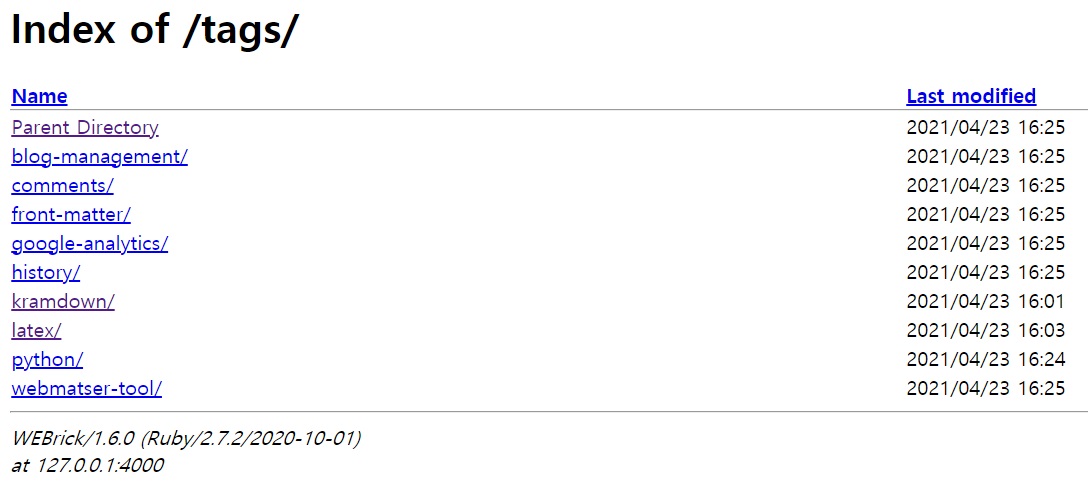 Index of /tags/
Name Last modified
Parent Directory 2021/04/23 16:25
blog-management/ 2021/04/23 16:25
comments/ 2021/04/23 16:25
front-matter/ 2021/04/23 16:25
google-analytics/ 2021/04/23 16:25
history/ 2021/04/23 16:25
kramdown/ 2021/04/23 16:01
latex/ 2021/04/23 16:03
python/ 2021/04/23 16:24
webmatser-tool/ 2021/04/23 16:25
WEBrick/1.6.0 (Ruby/2.7.2/2020-10-01)
at 127.0.0.1:4000